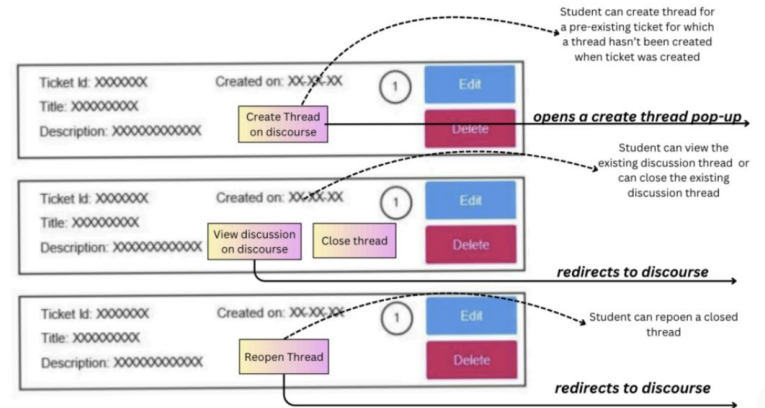 Student can create thread for
a pre-existing ticket for which
a thread hasn't been created
when ticket was created
Ticket Id: XXXXXXX
Created on: XX-XX-XX
1
Edit
Title: XXXXXXXXX
Create Thread
on discourse
Description: XXXXXXXXXXXX
Delete
opens a create thread pop-up
Student can view the
existing discussion thread or
can close the existing
discussion thread
Ticket Id: XXXXXXX
Created on: XX-XX-XX
1
Edit
Title: XXXXXXXXX
View discussion
on discourse
Close thread
Description: XXXXXXXXXXXX
Delete
redirects to discourse
Ticket Id: XXXXXXX
Created on: XX-XX-XX
1
Edit
Student can repoen a closed
thread
Title: XXXXXXXXX
Reopen Thread
Description: XXXXXXXXXXXX
Delete
redirects to discourse